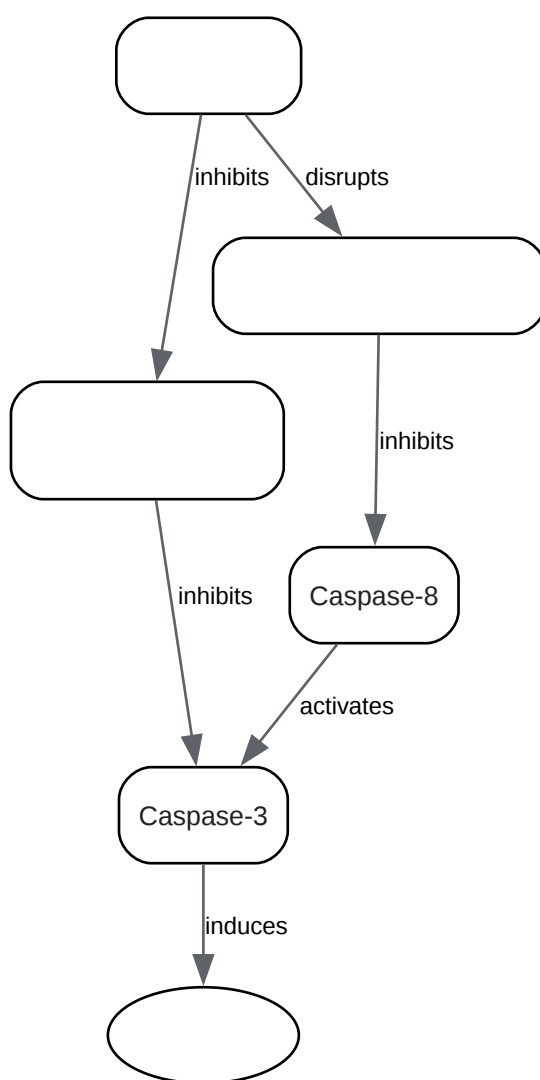 inhibits
disrupts
inhibits
Caspase-8
inhibits
activates
Caspase-3
induces